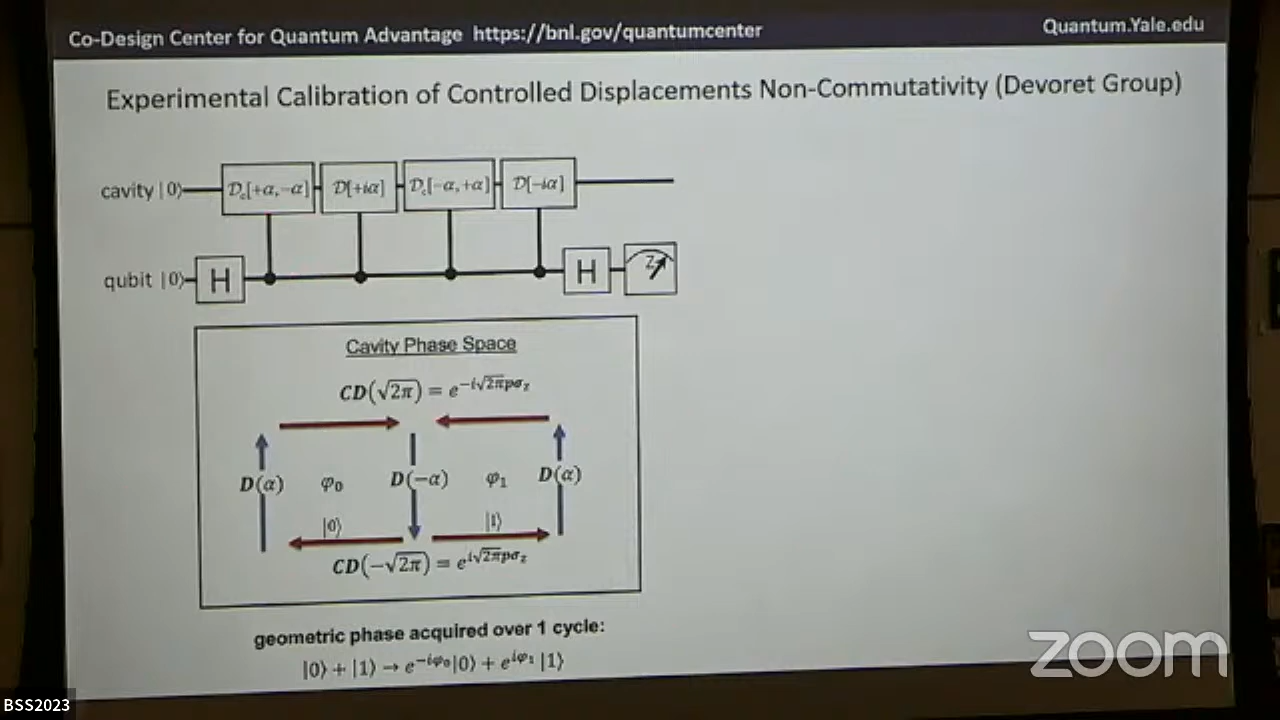 Co-Design Center for Quantum Advantage https://bnl.gov/quantumcenter
Quantum.Yale.edu
Experimental Calibration of Controlled Displacements Non-Commutativity (Devoret Group)
cavity |0⟩ 𝒟c[+α,-α] 𝒟[+iα] 𝒟c[-α,+α] 𝒟[-iα]
qubit |0⟩ H H Z
Cavity Phase Space
CD(√2π) = e^{-i√2πpσ_z}
D(α) φ₀ D(-α) φ₁ D(α)
|0⟩ |1⟩
CD(-√2π) = e^{i√2πpσ_z}
geometric phase acquired over 1 cycle:
|0⟩ + |1⟩ → e^{-iφ₀}|0⟩ + e^{iφ₁}|1⟩
zoom
BSS2023